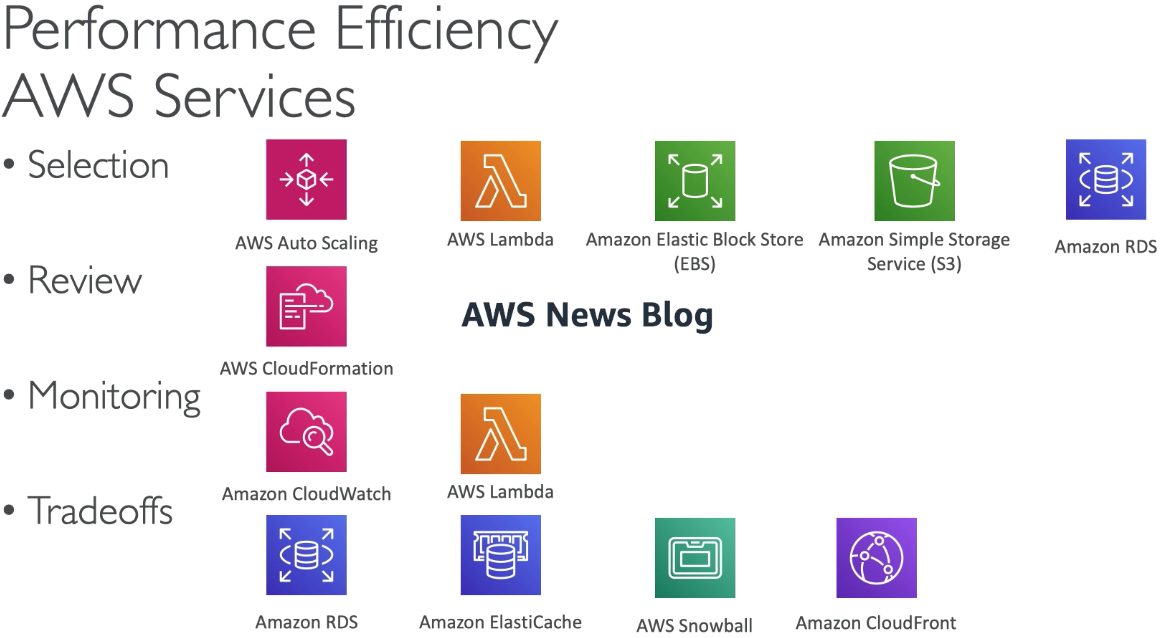 Performance Efficiency
AWS Services
• Selection
AWS Auto Scaling
AWS Lambda
Amazon Elastic Block Store
(EBS)
Amazon Simple Storage
Service (S3)
Amazon RDS
• Review
AWS CloudFormation
AWS News Blog
• Monitoring
Amazon CloudWatch
AWS Lambda
• Tradeoffs
Amazon RDS
Amazon ElastiCache
AWS Snowball
Amazon CloudFront